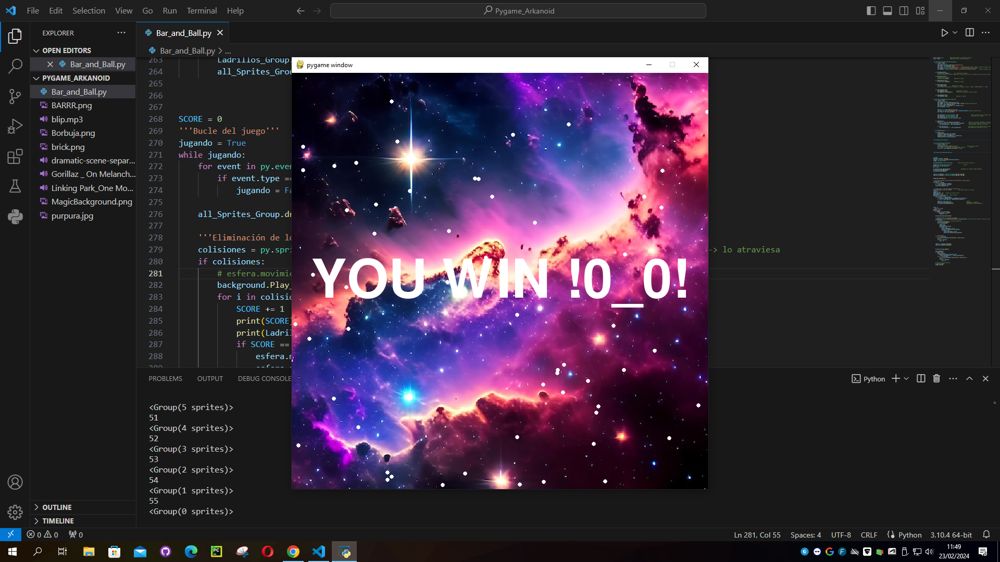 File Edit Selection View Go Run Terminal Help
Pygame_Arkanoid
EXPLORER
OPEN EDITORS
Bar_and_Ball.py
PYGAME_ARKANOID
Bar_and_Ball.py
BARRR.png
blip.mp3
Borbuja.png
brick.png
dramatic-scene-separ...
Gorillaz _ On Melanch...
Linking Park_One Mo...
MagicBackground.png
purpura.jpg
OUTLINE
TIMELINE
Bar_and_Ball.py
Bar_and_Ball.py > ...
263 Ladrillos_Group.
264 all_Sprites_Grou
265
266
267
268 SCORE = 0
269 '''Bucle del juego'''
270 jugando = True
271 while jugando:
272 for event in py.even
273 if event.type ==
274 jugando = Fa
275
276 all_Sprites_Group.dr
277
278 '''Eliminación de lo
279 colisiones = py.spri -> lo atraviesa
280 if colisiones:
281 # esfera.movimie
282 background.Play_
283 for i in colisio
284 SCORE += 1
285 print(SCORE)
286 print(Ladril
287 if SCORE ==
288 esfera.m
pygame window
YOU WIN !0_0!
PROBLEMS OUTPUT DEBUG CONSOLE
Python
<Group(5 sprites)>
51
<Group(4 sprites)>
52
<Group(3 sprites)>
53
<Group(2 sprites)>
54
<Group(1 sprites)>
55
<Group(0 sprites)>
0 0 0
Ln 281, Col 55 Spaces: 4 UTF-8 CRLF Python 3.10.4 64-bit
11:49
23/02/2024